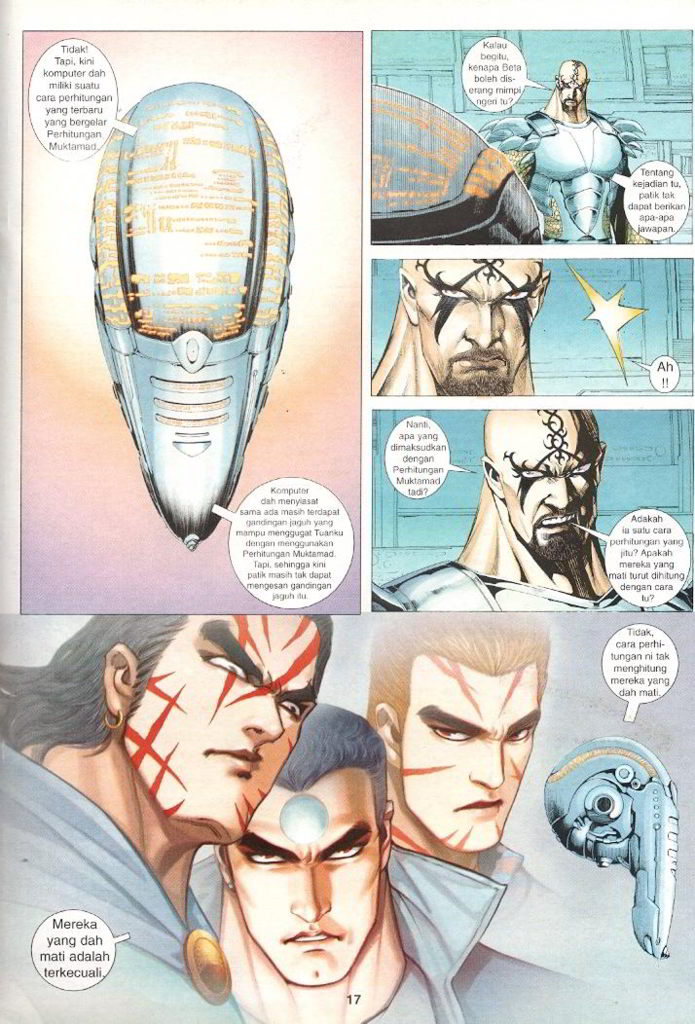 Tidak!
Tapi, kini
komputer dah
miliki suatu
cara perhitungan
yang terbaru
yang bergelar
Perhitungan
Muktamad.
Komputer
dah menyiasat
sama ada masih terdapat
gandingan jaguh yang
mampu menggugat Tuanku
dengan menggunakan
Perhitungan Muktamad.
Tapi, sehingga kini
patik masih tak dapat
mengesan gandingan
jaguh itu.
Kalau
begitu,
kenapa Beta
boleh dis-
erang mimpi
ngeri tu?
Tentang
kejadian tu,
patik tak
dapat berikan
apa-apa
jawapan.
Ah
!!
Nanti,
apa yang
dimaksudkan
dengan
Perhitungan
Muktamad
tadi?
Adakah
ia satu cara
perhitungan yang
jitu? Apakah
mereka yang
mati turut dihitung
dengan cara
tu?
Tidak,
cara perhi-
tungan ni tak
menghitung
mereka yang
dah mati.
Mereka
yang dah
mati adalah
terkecuali.
17